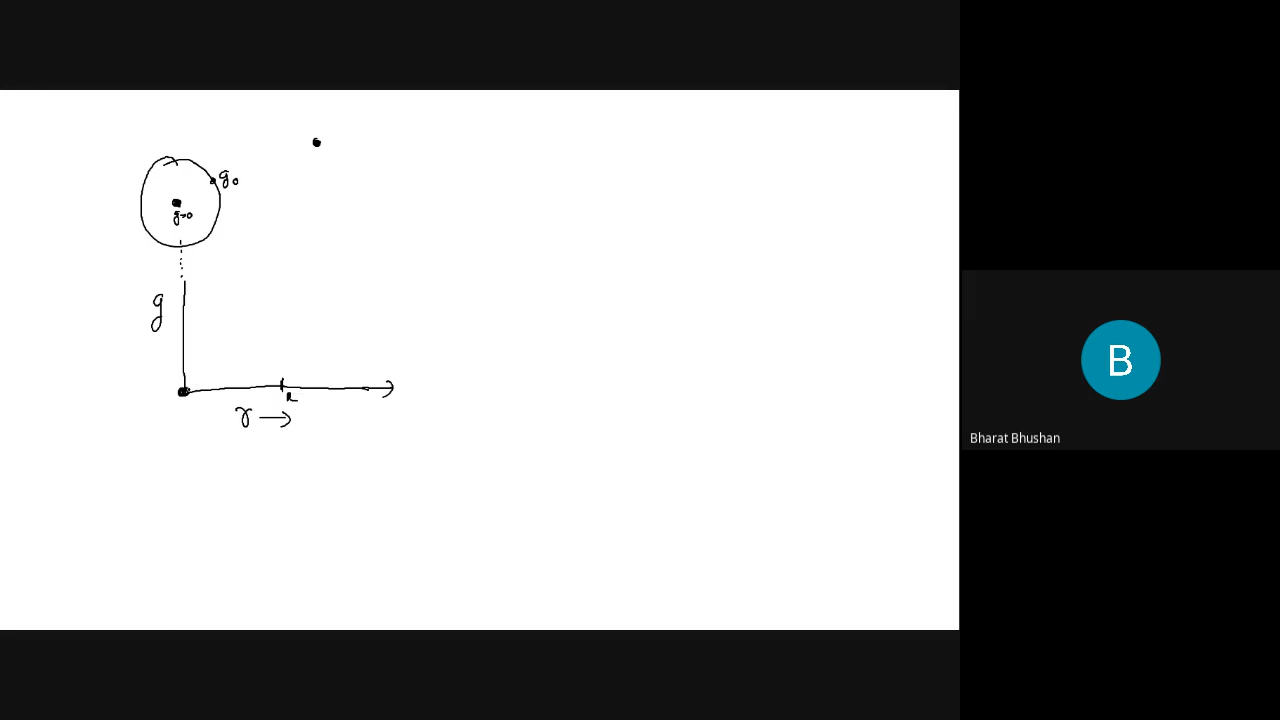 g₀
g=0
g
r →
B
Bharat Bhushan